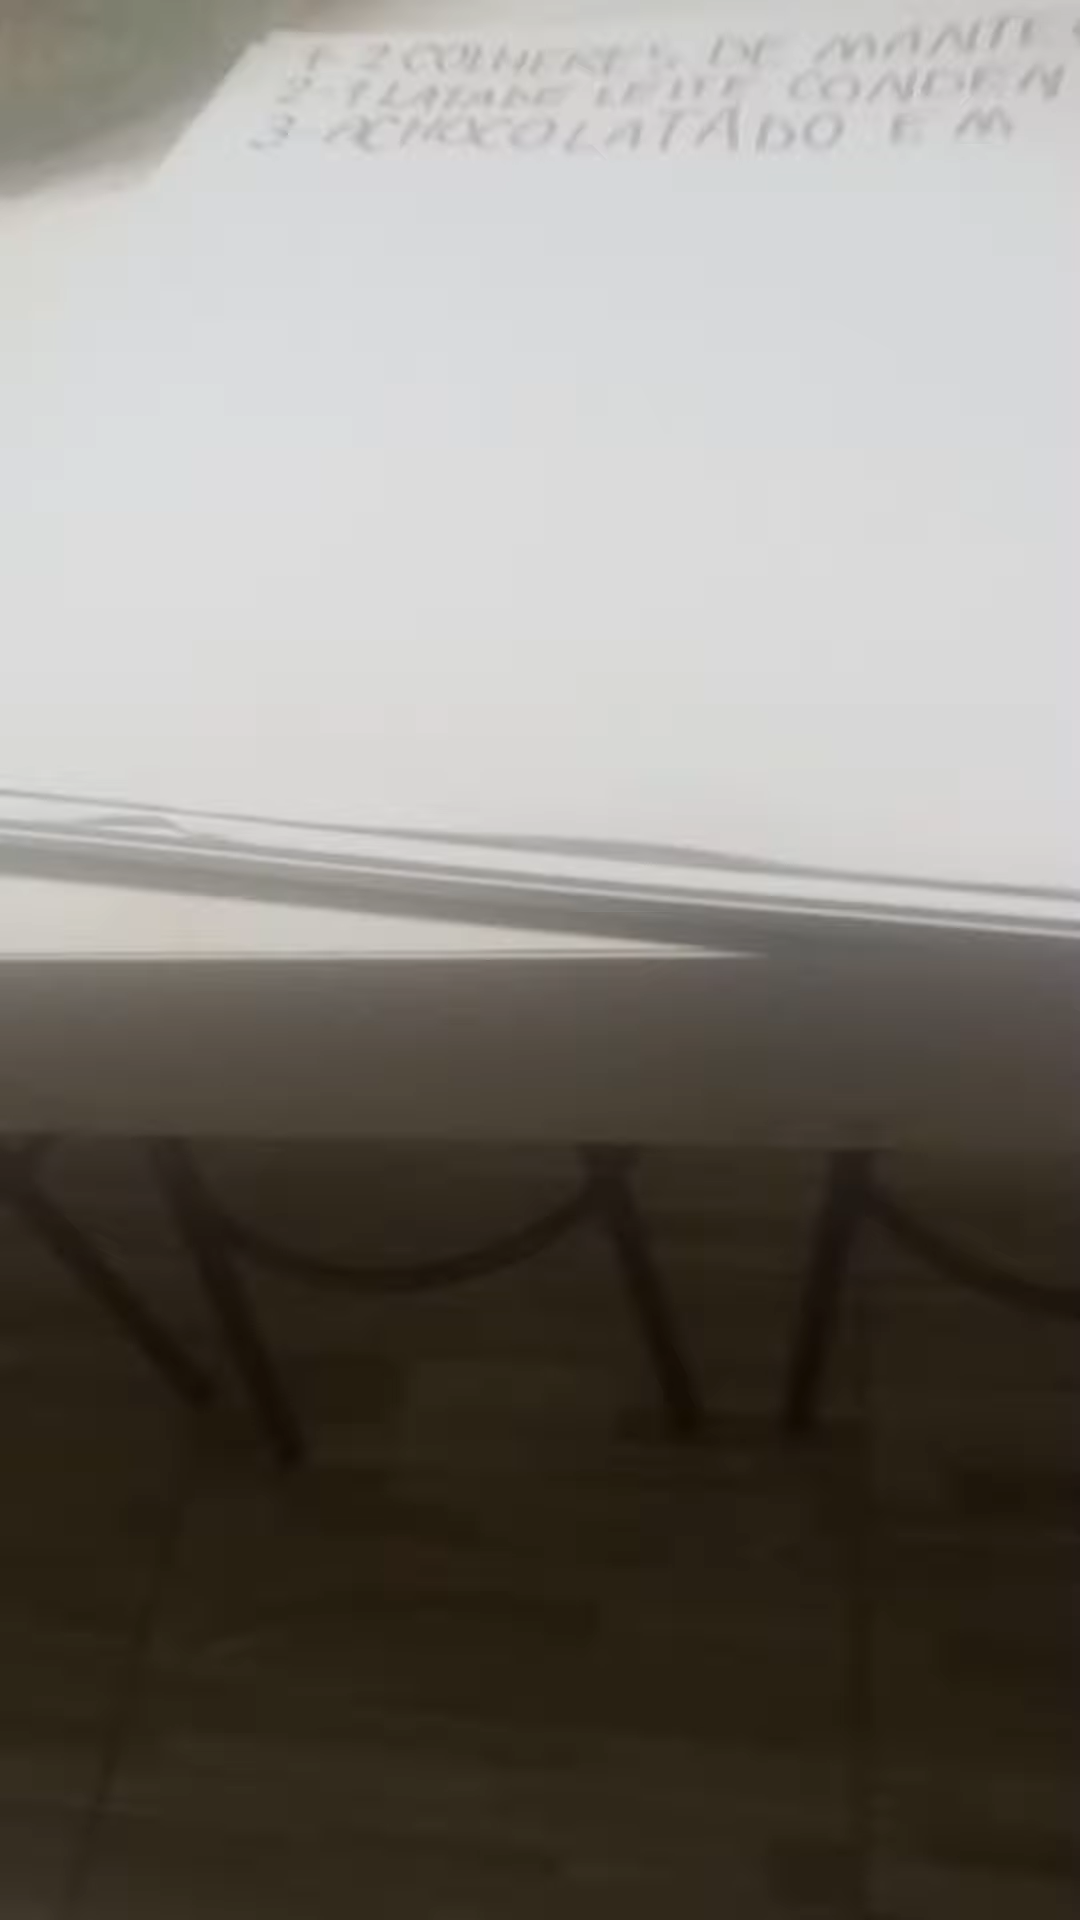 1- 2 COLHERES DE MANTE
2- 1 LATA DE LEITE CONDEN
3- ACHOCOLATADO EM